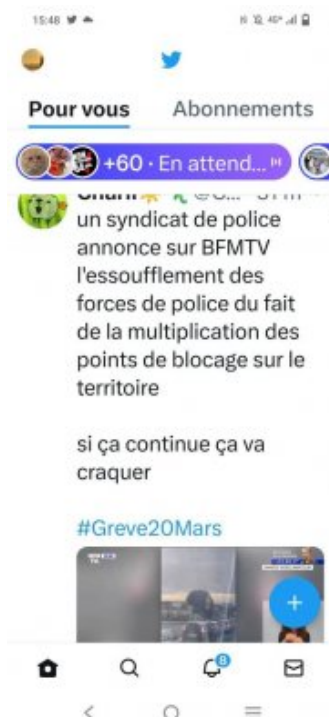 15:48
Pour vous Abonnements
+60 · En attend...
un syndicat de police
annonce sur BFMTV
l'essoufflement des
forces de police du fait
de la multiplication des
points de blocage sur le
territoire
si ça continue ça va
craquer
#Greve20Mars
8